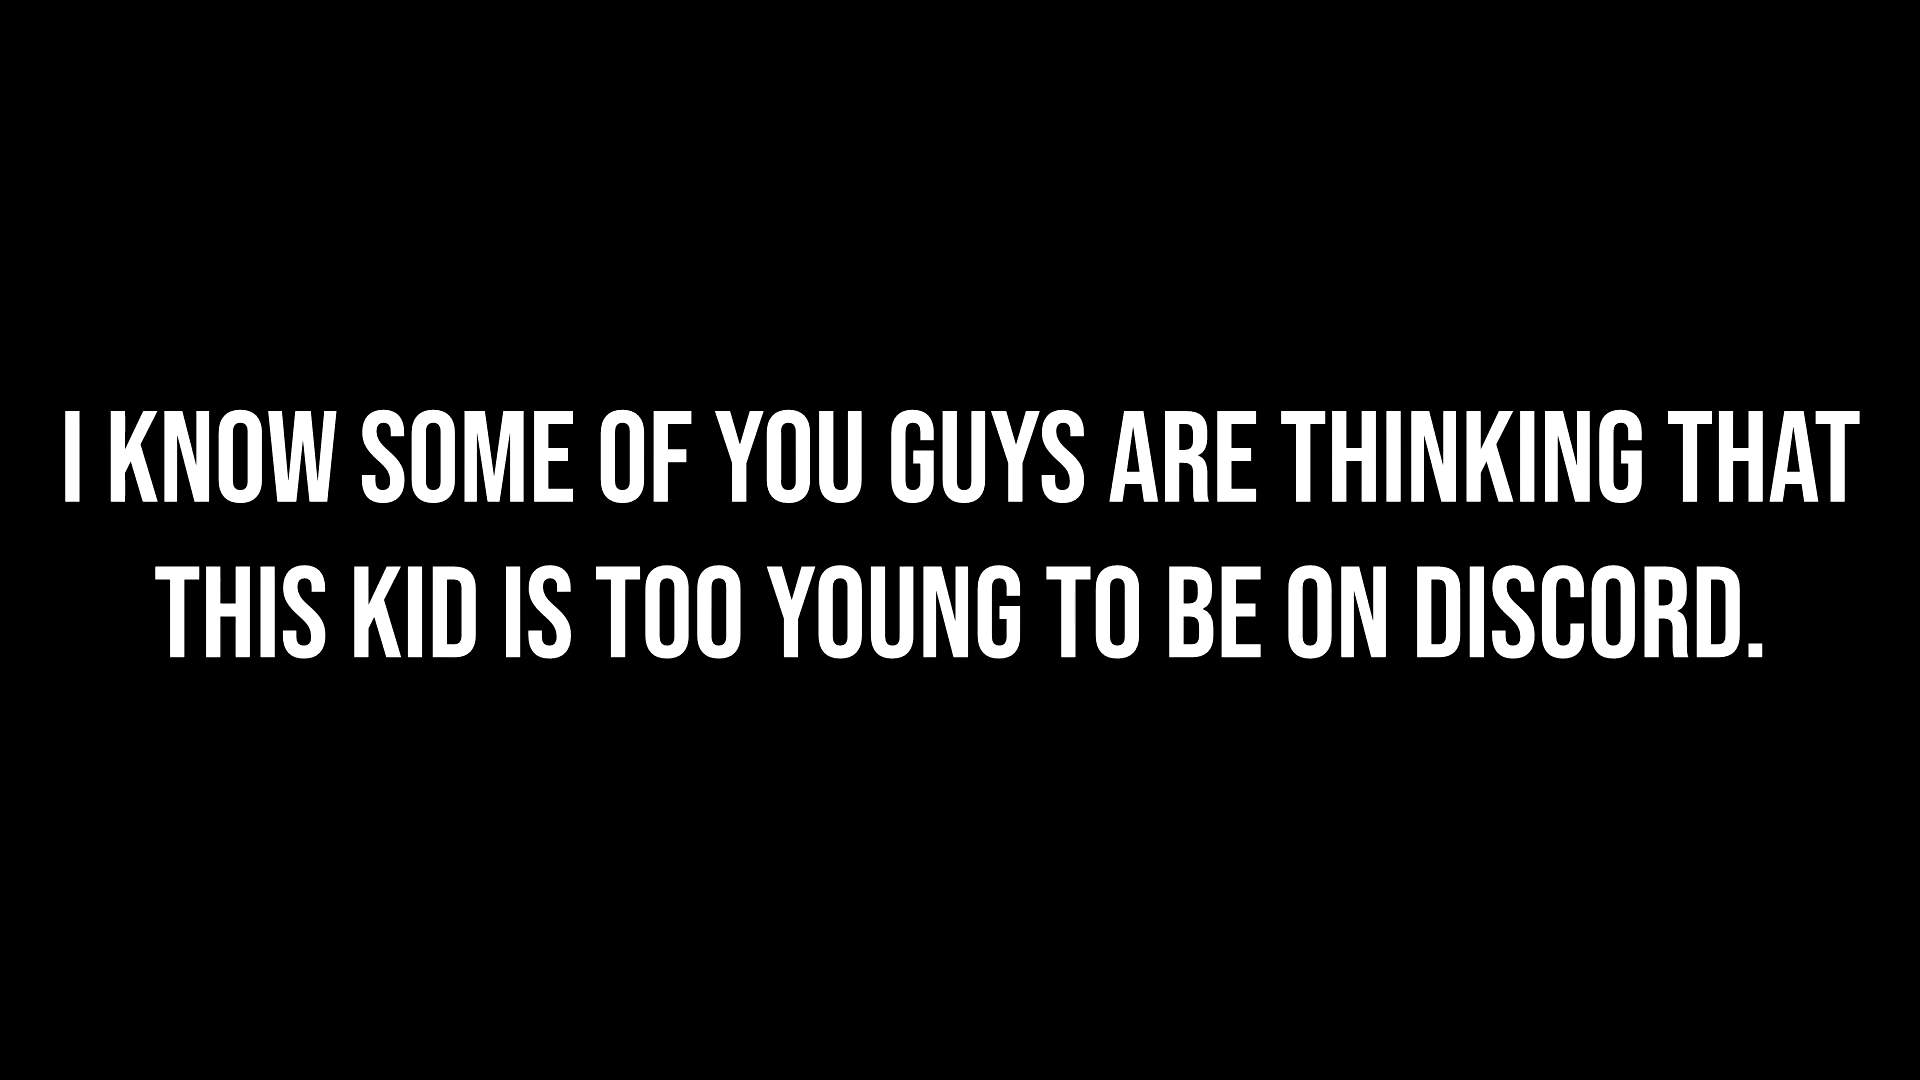 I KNOW SOME OF YOU GUYS ARE THINKING THAT
THIS KID IS TOO YOUNG TO BE ON DISCORD.